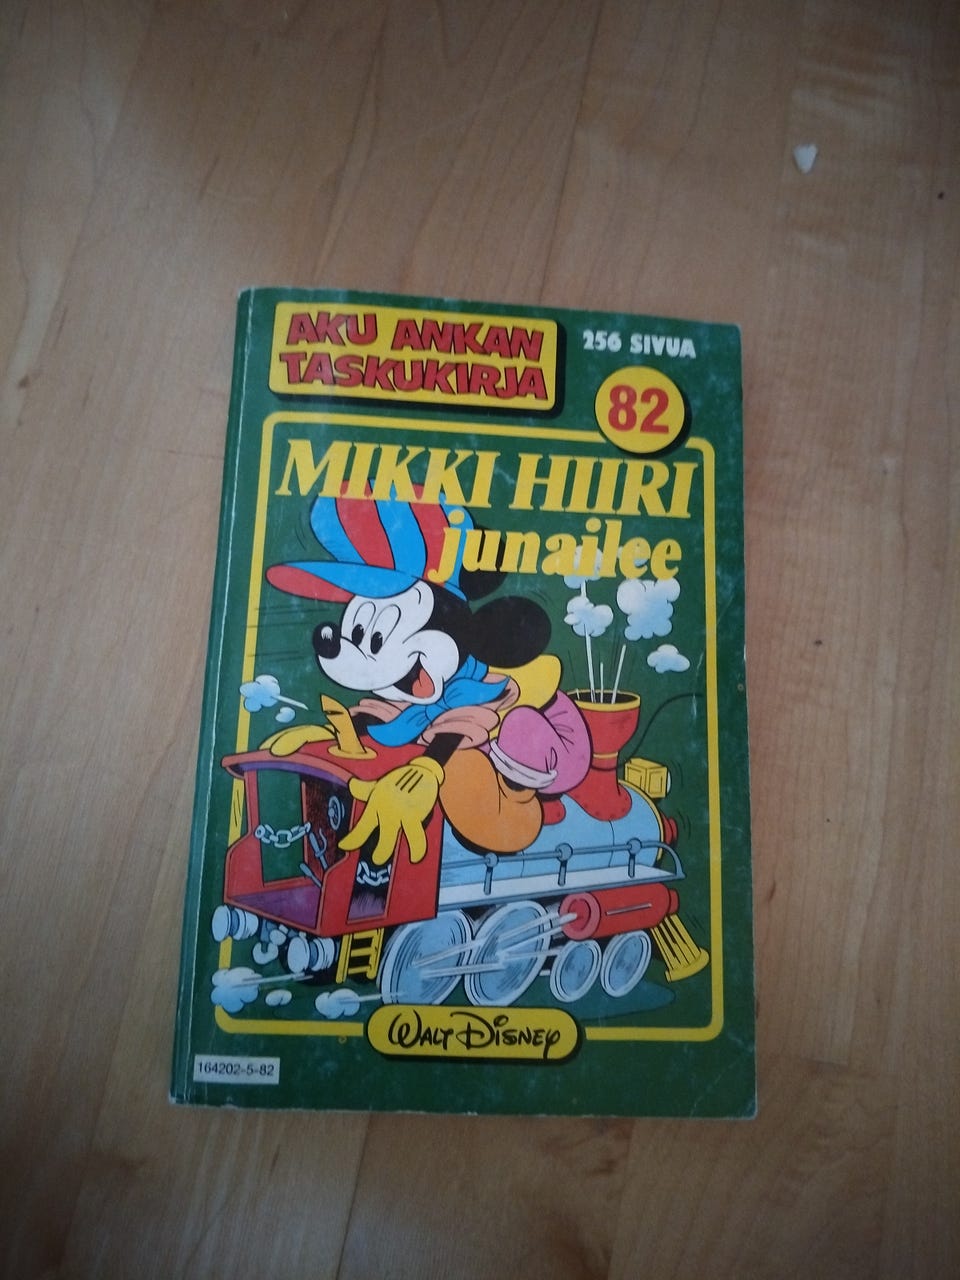 AKU ANKAN
TASKUKIRJA
256 SIVUA
82
MIKKI HIIRI
junailee
WALT DISNEY
164202-5-82